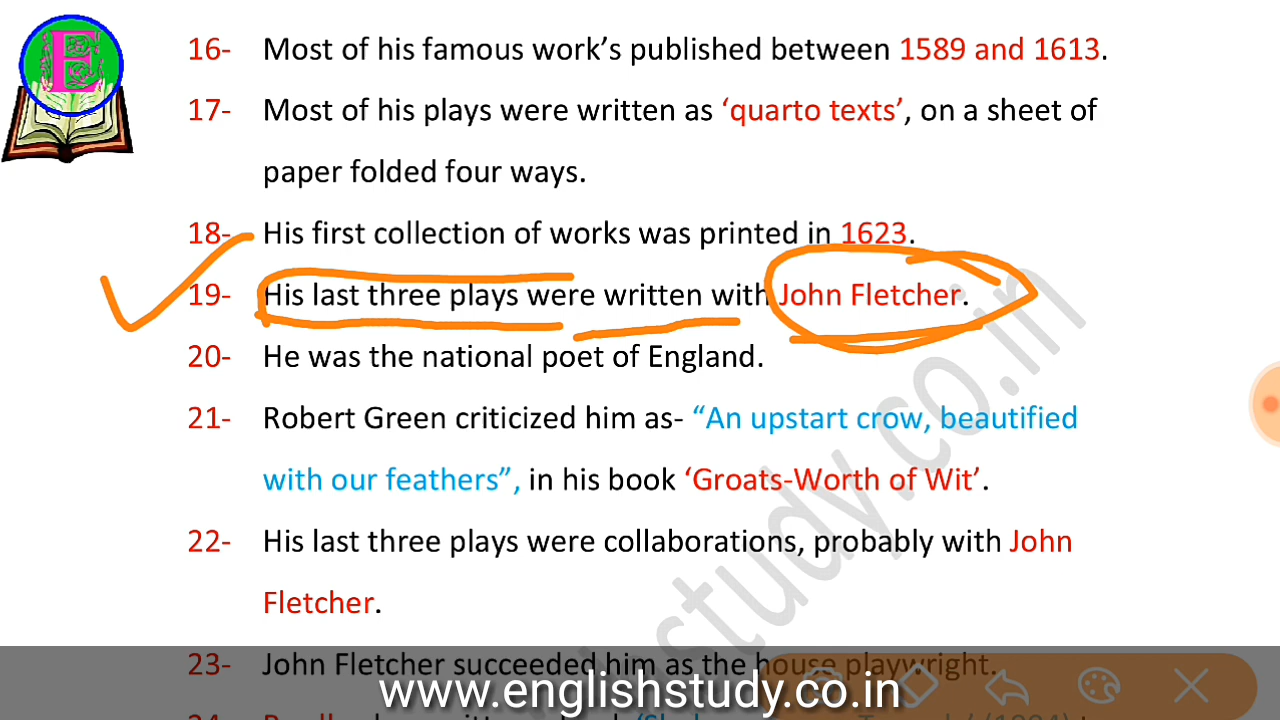 E
16- Most of his famous work’s published between 1589 and 1613.
17- Most of his plays were written as ‘quarto texts’, on a sheet of
paper folded four ways.
18- His first collection of works was printed in 1623.
19- His last three plays were written with John Fletcher.
20- He was the national poet of England.
21- Robert Green criticized him as- “An upstart crow, beautified
with our feathers”, in his book ‘Groats-Worth of Wit’.
22- His last three plays were collaborations, probably with John
Fletcher.
23- John Fletcher succeeded him as the house playwright.
www.englishstudy.co.in